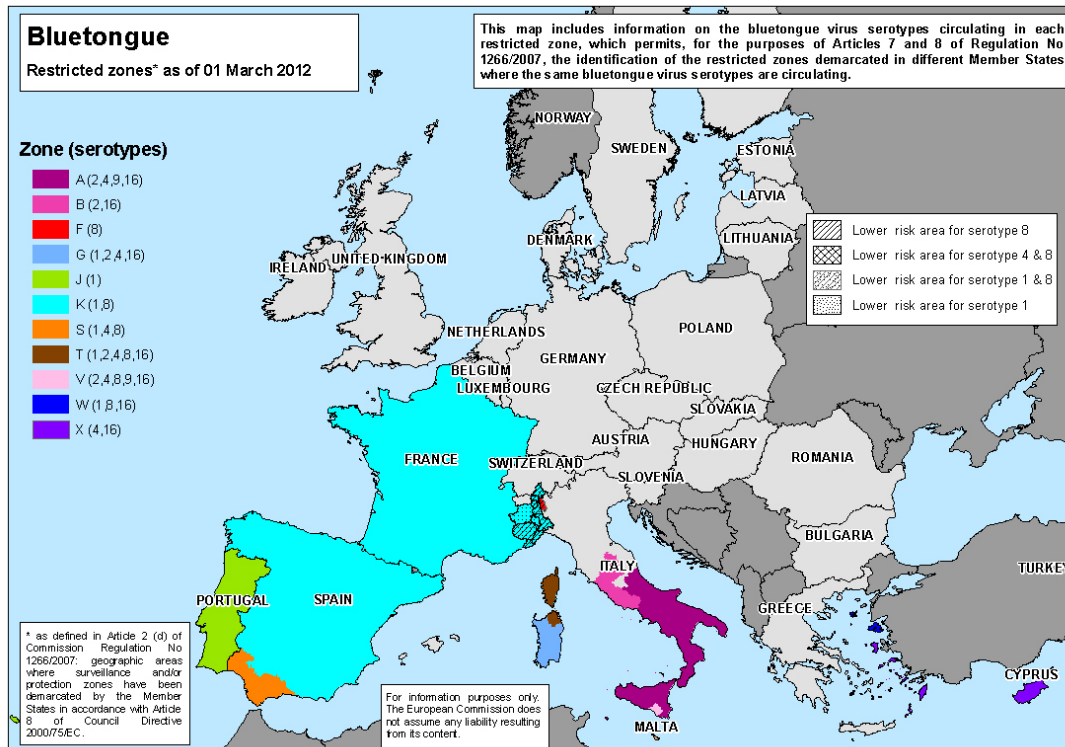 Bluetongue
Restricted zones* as of 01 March 2012
This map includes information on the bluetongue virus serotypes circulating in each
restricted zone, which permits, for the purposes of Articles 7 and 8 of Regulation No
1266/2007, the identification of the restricted zones demarcated in different Member States
where the same bluetongue virus serotypes are circulating.
Zone (serotypes)
A (2,4,9,16)
B (2,16)
F (8)
G (1,2,4,16)
J (1)
K (1,8)
S (1,4,8)
T (1,2,4,8,16)
V (2,4,8,9,16)
W (1,8,16)
X (4,16)
Lower risk area for serotype 8
Lower risk area for serotype 4 & 8
Lower risk area for serotype 1 & 8
Lower risk area for serotype 1
NORWAY
SWEDEN
ESTONIA
LATVIA
LITHUANIA
DENMARK
IRELAND
UNITED KINGDOM
NETHERLANDS
POLAND
GERMANY
BELGIUM
LUXEMBOURG
CZECH REPUBLIC
SLOVAKIA
AUSTRIA
HUNGARY
FRANCE
SWITZERLAND
ROMANIA
SLOVENIA
BULGARIA
ITALY
TURKEY
PORTUGAL
SPAIN
GREECE
CYPRUS
MALTA
* as defined in Article 2 (d) of
Commission Regulation No
1266/2007: geographic areas
where surveillance and/or
protection zones have been
demarcated by the Member
States in accordance with Article
8 of Council Directive
2000/75/EC.
For information purposes only.
The European Commission does
not assume any liability resulting
from its content.